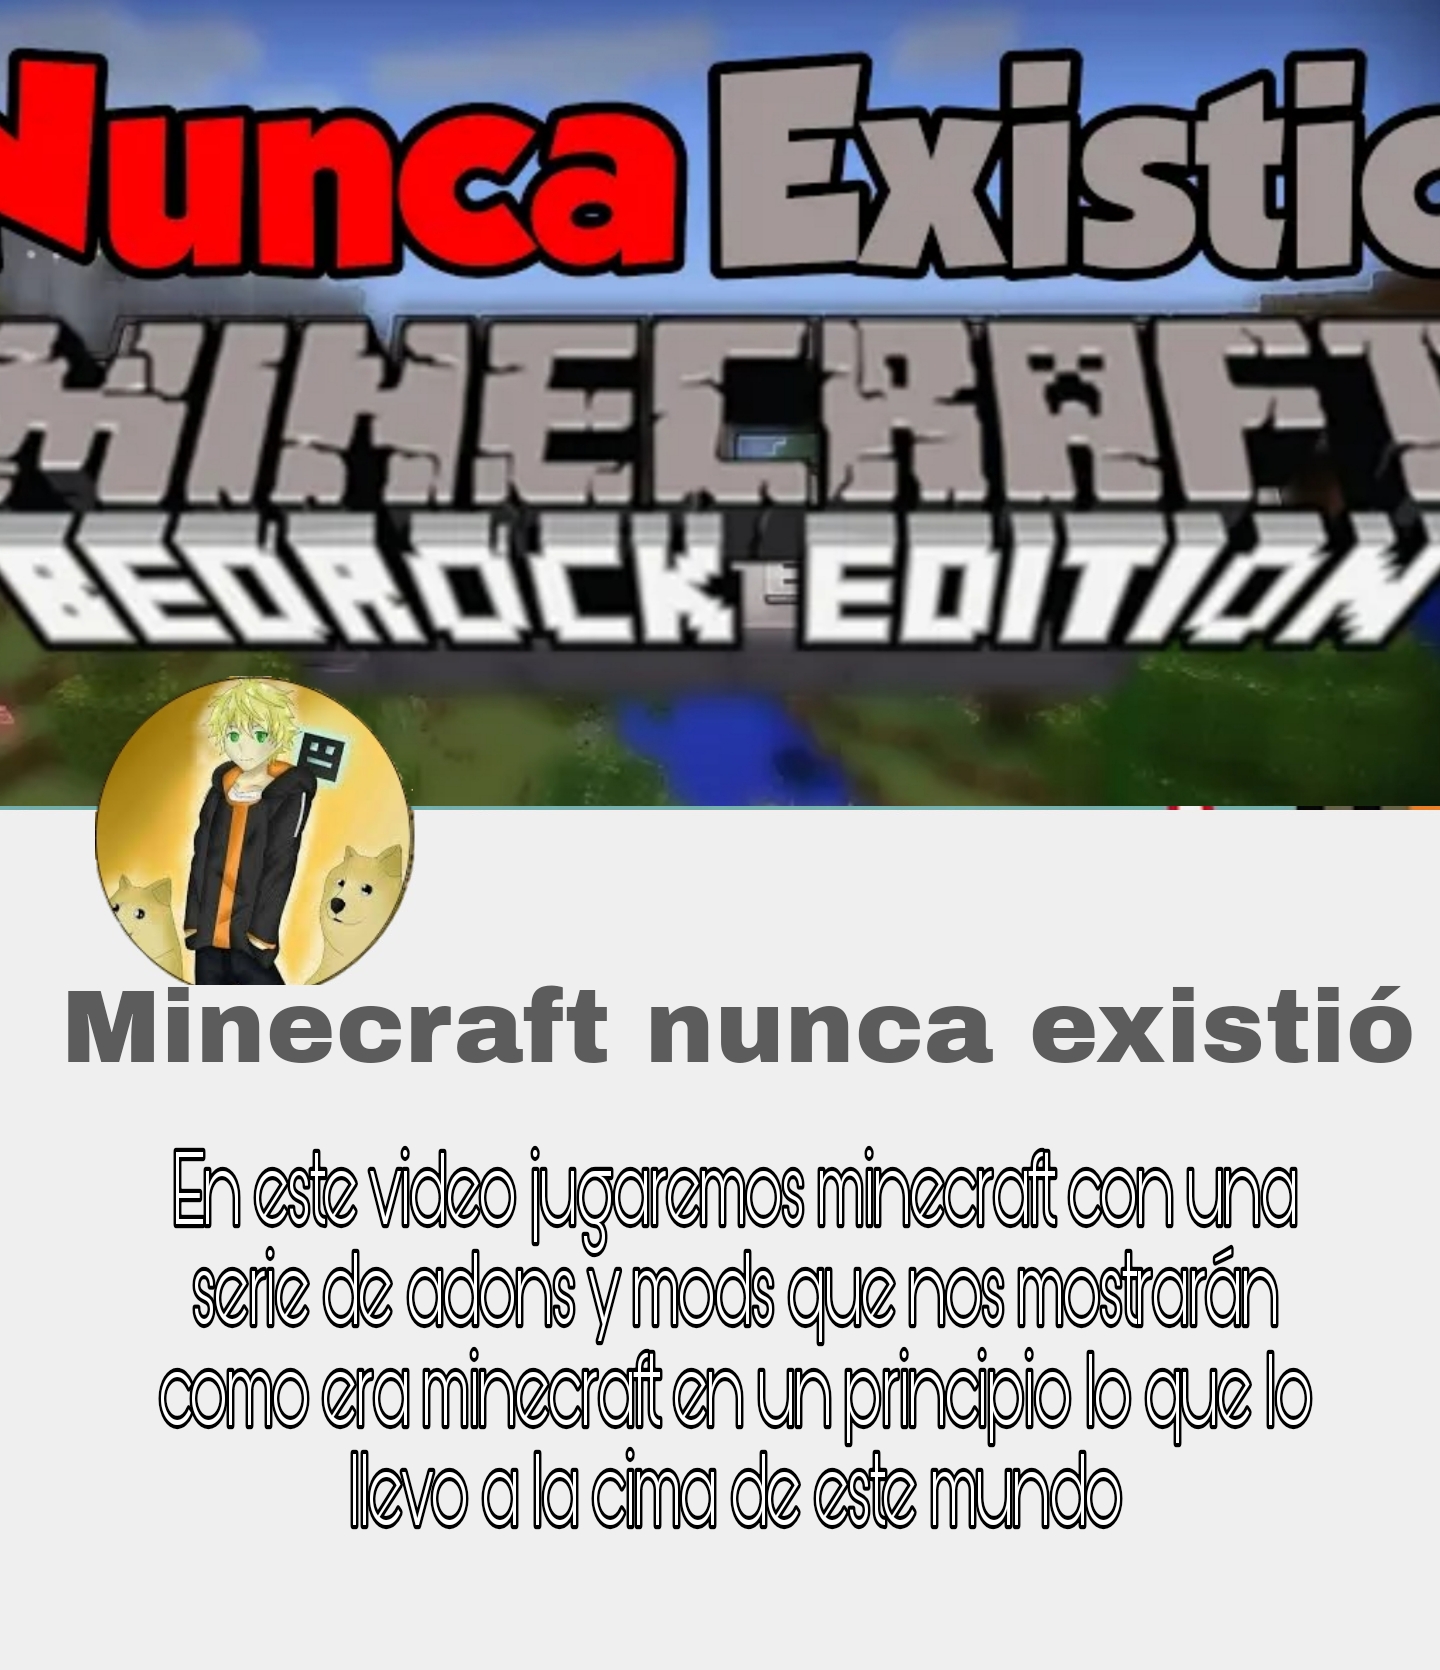 Nunca Existio
MINECRAFT
BEDROCK EDITION
Minecraft nunca existió
En este video jugaremos minecraft con una
serie de adons y mods que nos mostrarán
como era minecraft en un principio lo que lo
llevo a la cima de este mundo